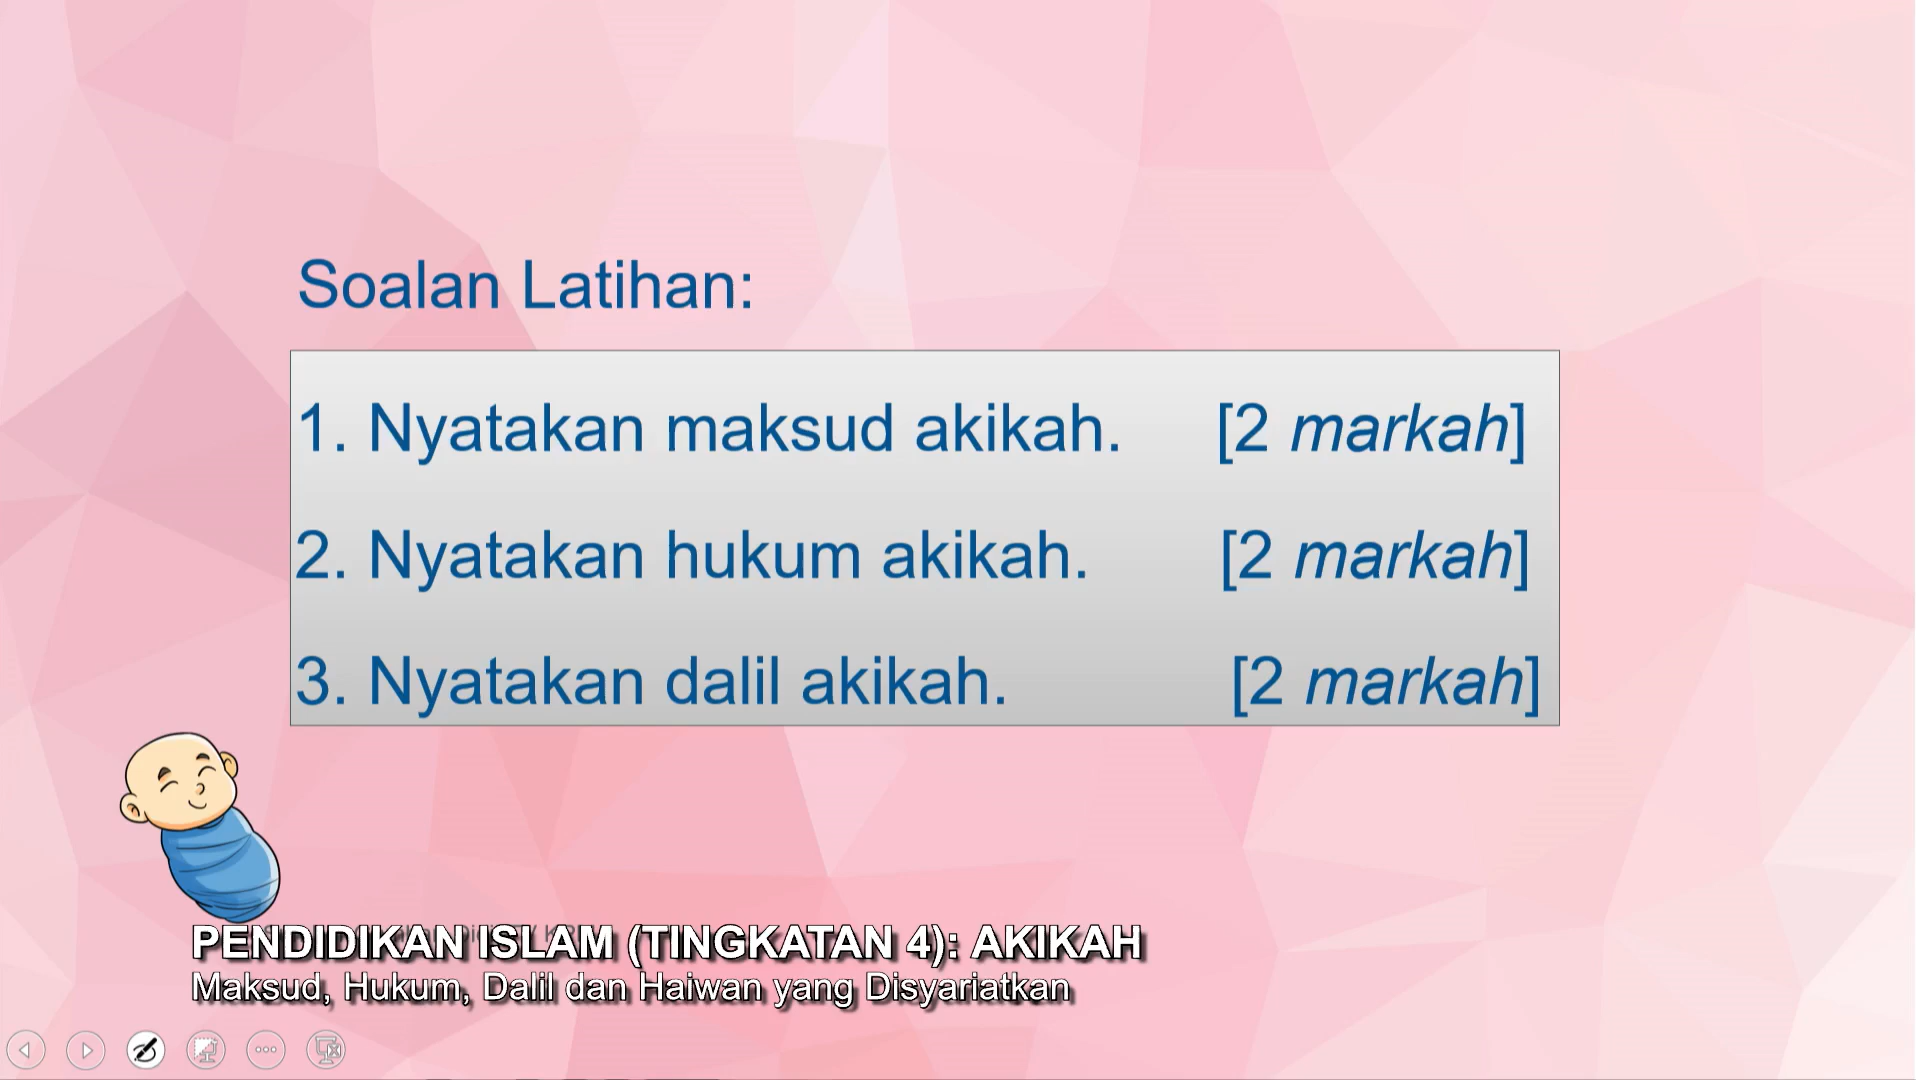 Soalan Latihan:
1. Nyatakan maksud akikah. [2 markah]
2. Nyatakan hukum akikah. [2 markah]
3. Nyatakan dalil akikah. [2 markah]
PENDIDIKAN ISLAM (TINGKATAN 4): AKIKAH
Maksud, Hukum, Dalil dan Haiwan yang Disyariatkan